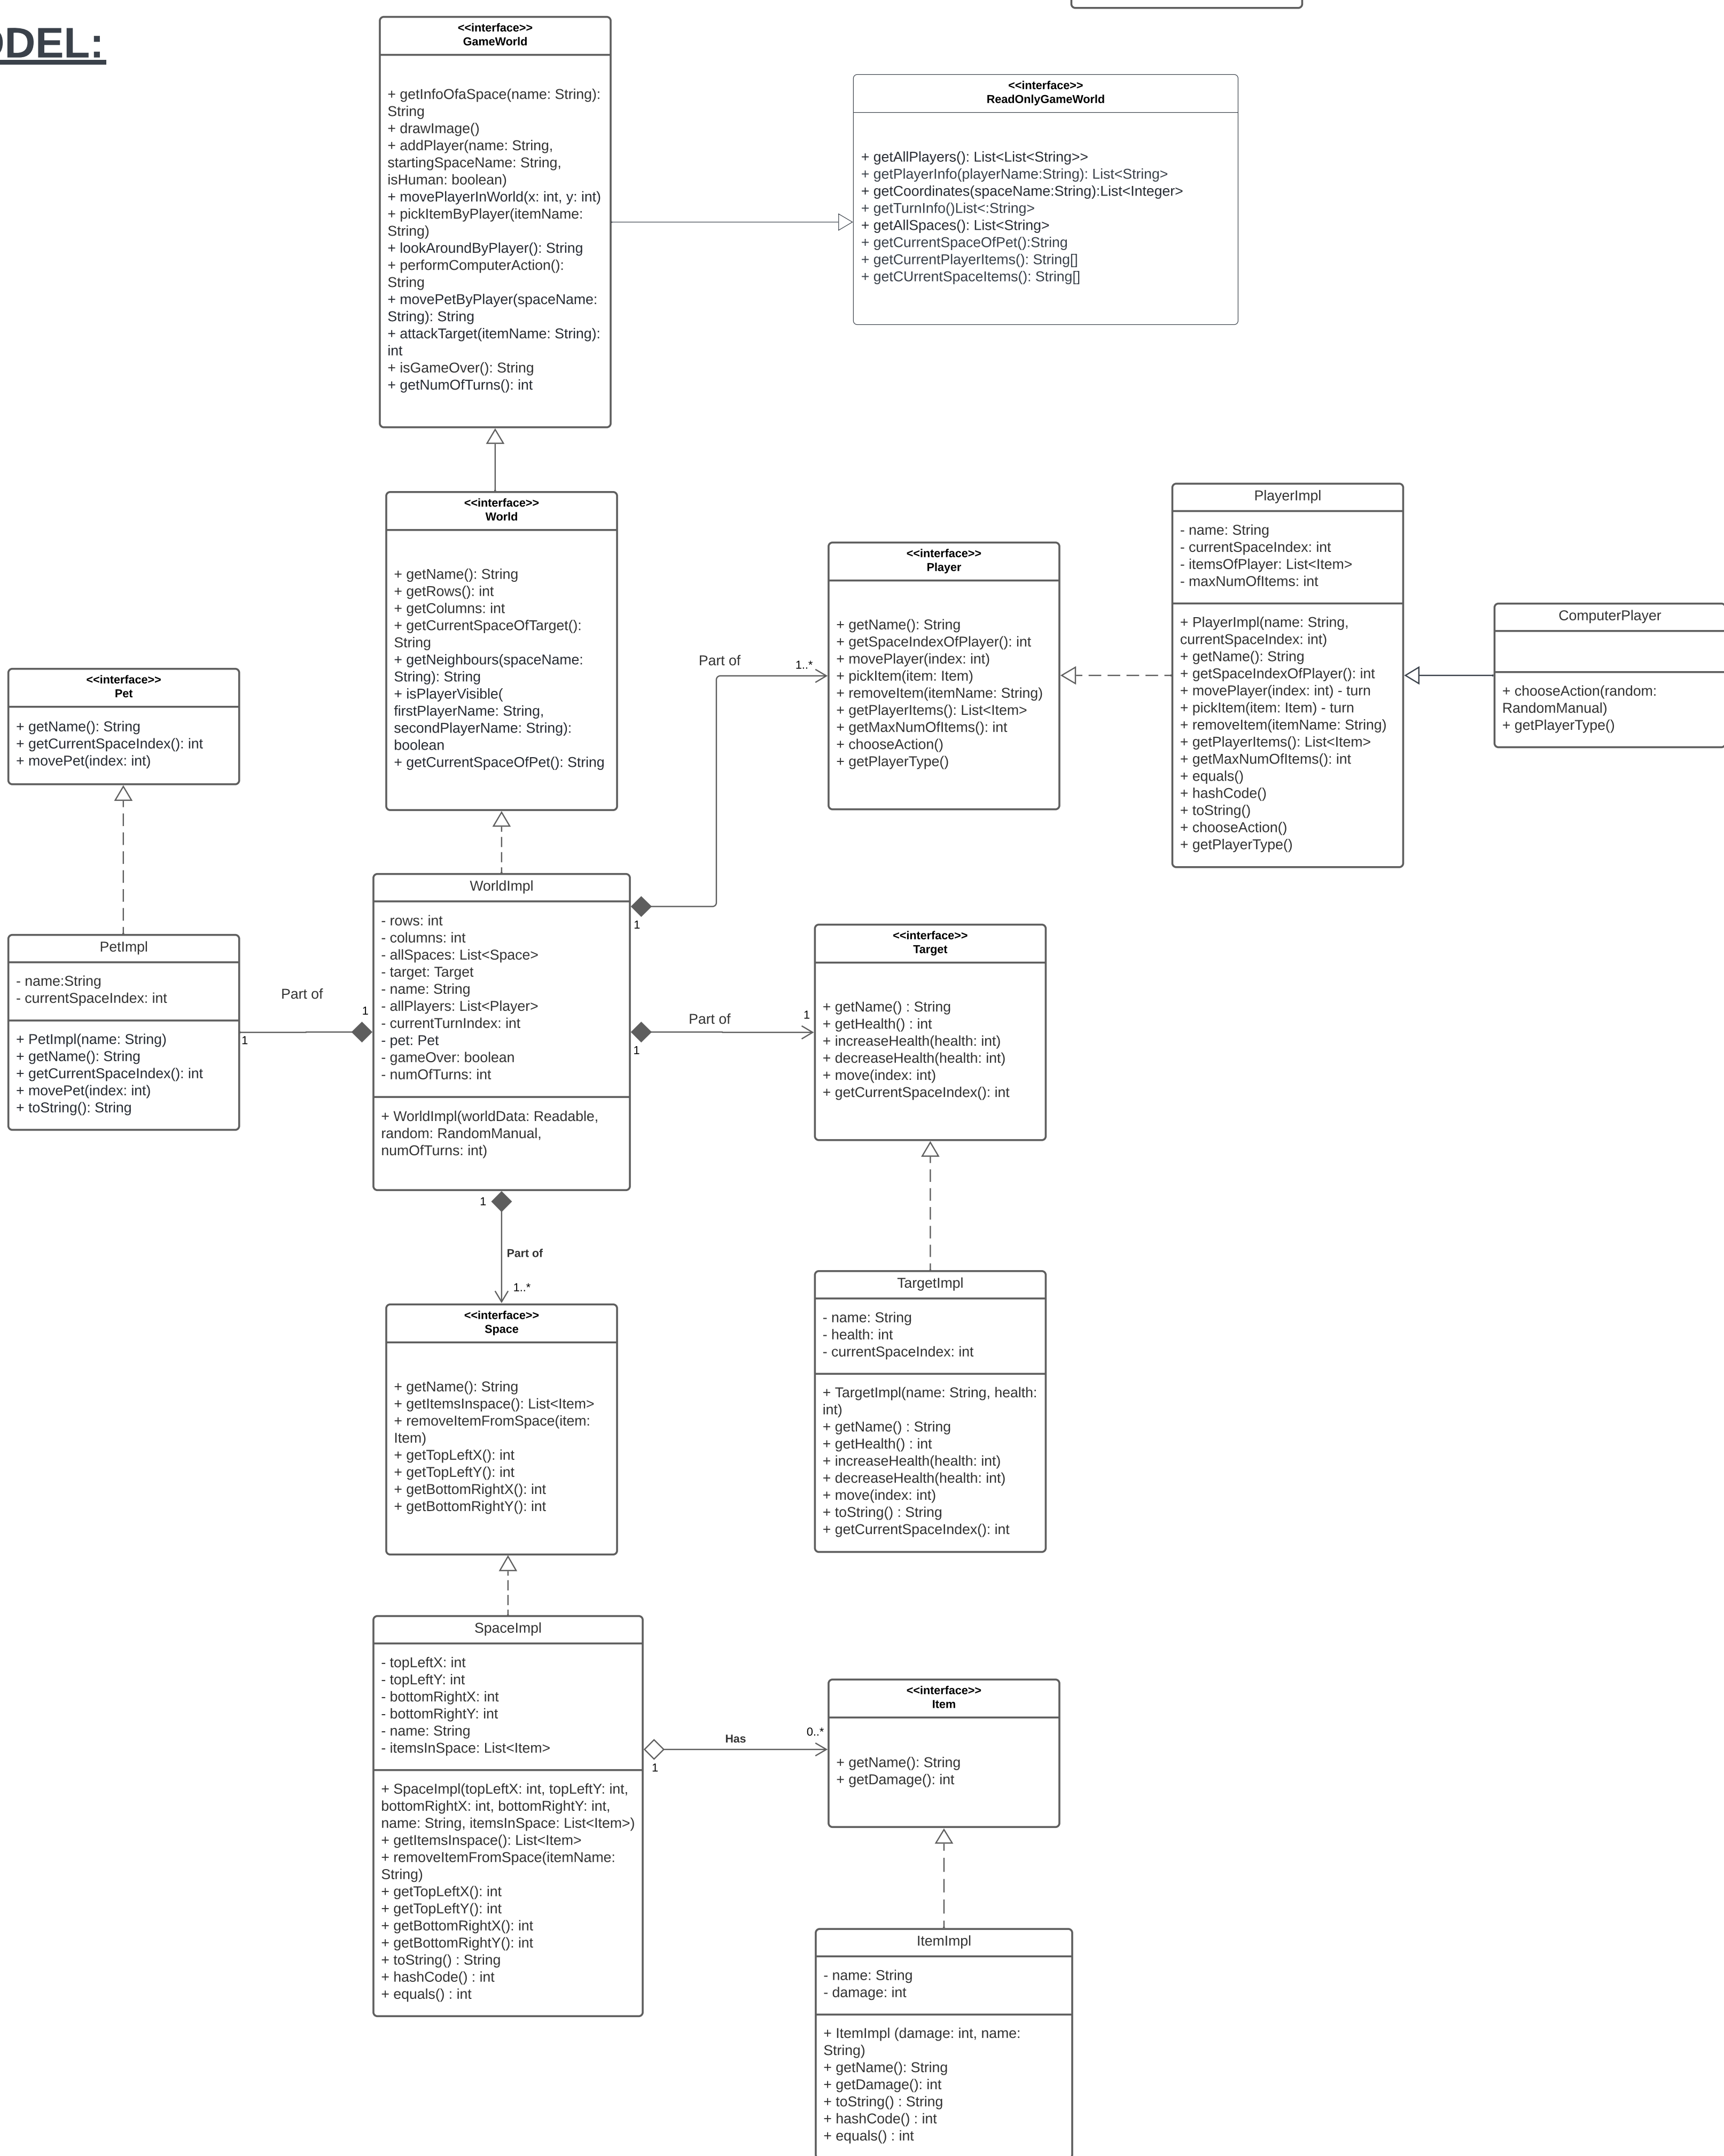 ODEL:
<<interface>>
GameWorld
+ getInfoOfaSpace(name: String):
String
+ drawImage()
+ addPlayer(name: String,
startingSpaceName: String,
isHuman: boolean)
+ movePlayerInWorld(x: int, y: int)
+ pickItemByPlayer(itemName:
String)
+ lookAroundByPlayer(): String
+ performComputerAction():
String
+ movePetByPlayer(spaceName:
String): String
+ attackTarget(itemName: String):
int
+ isGameOver(): String
+ getNumOfTurns(): int
<<interface>>
ReadOnlyGameWorld
+ getAllPlayers(): List<List<String>>
+ getPlayerInfo(playerName:String): List<String>
+ getCoordinates(spaceName:String):List<Integer>
+ getTurnInfo()List<:String>
+ getAllSpaces(): List<String>
+ getCurrentSpaceOfPet():String
+ getCurrentPlayerItems(): String[]
+ getCUrrentSpaceItems(): String[]
<<interface>>
World
+ getName(): String
+ getRows(): int
+ getColumns: int
+ getCurrentSpaceOfTarget():
String
+ getNeighbours(spaceName:
String): String
+ isPlayerVisible(
firstPlayerName: String,
secondPlayerName: String):
boolean
+ getCurrentSpaceOfPet(): String
<<interface>>
Player
+ getName(): String
+ getSpaceIndexOfPlayer(): int
+ movePlayer(index: int)
+ pickItem(item: Item)
+ removeItem(itemName: String)
+ getPlayerItems(): List<Item>
+ getMaxNumOfItems(): int
+ chooseAction()
+ getPlayerType()
PlayerImpl
- name: String
- currentSpaceIndex: int
- itemsOfPlayer: List<Item>
- maxNumOfItems: int
+ PlayerImpl(name: String,
currentSpaceIndex: int)
+ getName(): String
+ getSpaceIndexOfPlayer(): int
+ movePlayer(index: int) - turn
+ pickItem(item: Item) - turn
+ removeItem(itemName: String)
+ getPlayerItems(): List<Item>
+ getMaxNumOfItems(): int
+ equals()
+ hashCode()
+ toString()
+ chooseAction()
+ getPlayerType()
ComputerPlayer
+ chooseAction(random:
RandomManual)
+ getPlayerType()
<<interface>>
Pet
+ getName(): String
+ getCurrentSpaceIndex(): int
+ movePet(index: int)
Part of
1..*
1
PetImpl
- name:String
- currentSpaceIndex: int
+ PetImpl(name: String)
+ getName(): String
+ getCurrentSpaceIndex(): int
+ movePet(index: int)
+ toString(): String
Part of
1
1
WorldImpl
- rows: int
- columns: int
- allSpaces: List<Space>
- target: Target
- name: String
- allPlayers: List<Player>
- currentTurnIndex: int
- pet: Pet
- gameOver: boolean
- numOfTurns: int
+ WorldImpl(worldData: Readable,
random: RandomManual,
numOfTurns: int)
Part of
1
1
<<interface>>
Target
+ getName() : String
+ getHealth() : int
+ increaseHealth(health: int)
+ decreaseHealth(health: int)
+ move(index: int)
+ getCurrentSpaceIndex(): int
1
Part of
1..*
<<interface>>
Space
+ getName(): String
+ getItemsInspace(): List<Item>
+ removeItemFromSpace(item:
Item)
+ getTopLeftX(): int
+ getTopLeftY(): int
+ getBottomRightX(): int
+ getBottomRightY(): int
TargetImpl
- name: String
- health: int
- currentSpaceIndex: int
+ TargetImpl(name: String, health:
int)
+ getName() : String
+ getHealth() : int
+ increaseHealth(health: int)
+ decreaseHealth(health: int)
+ move(index: int)
+ toString() : String
+ getCurrentSpaceIndex(): int
SpaceImpl
- topLeftX: int
- topLeftY: int
- bottomRightX: int
- bottomRightY: int
- name: String
- itemsInSpace: List<Item>
+ SpaceImpl(topLeftX: int, topLeftY: int,
bottomRightX: int, bottomRightY: int,
name: String, itemsInSpace: List<Item>)
+ getItemsInspace(): List<Item>
+ removeItemFromSpace(itemName:
String)
+ getTopLeftX(): int
+ getTopLeftY(): int
+ getBottomRightX(): int
+ getBottomRightY(): int
+ toString() : String
+ hashCode() : int
+ equals() : int
Has
0..*
1
<<interface>>
Item
+ getName(): String
+ getDamage(): int
ItemImpl
- name: String
- damage: int
+ ItemImpl (damage: int, name:
String)
+ getName(): String
+ getDamage(): int
+ toString() : String
+ hashCode() : int
+ equals() : int